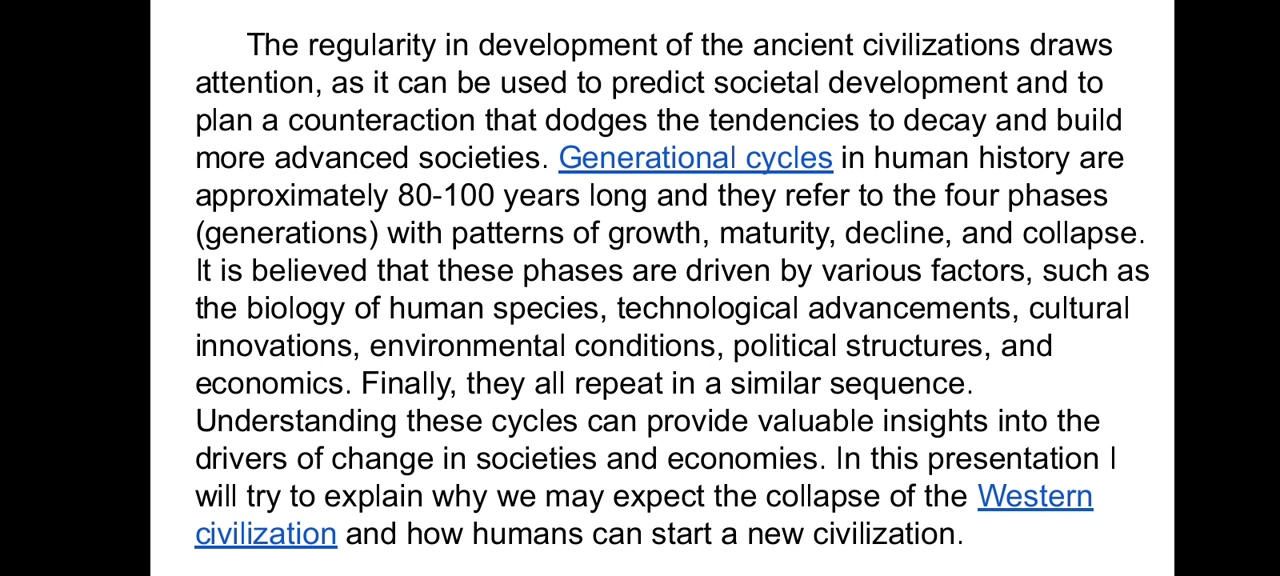 The regularity in development of the ancient civilizations draws
attention, as it can be used to predict societal development and to
plan a counteraction that dodges the tendencies to decay and build
more advanced societies. Generational cycles in human history are
approximately 80-100 years long and they refer to the four phases
(generations) with patterns of growth, maturity, decline, and collapse.
It is believed that these phases are driven by various factors, such as
the biology of human species, technological advancements, cultural
innovations, environmental conditions, political structures, and
economics. Finally, they all repeat in a similar sequence.
Understanding these cycles can provide valuable insights into the
drivers of change in societies and economies. In this presentation I
will try to explain why we may expect the collapse of the Western
civilization and how humans can start a new civilization.